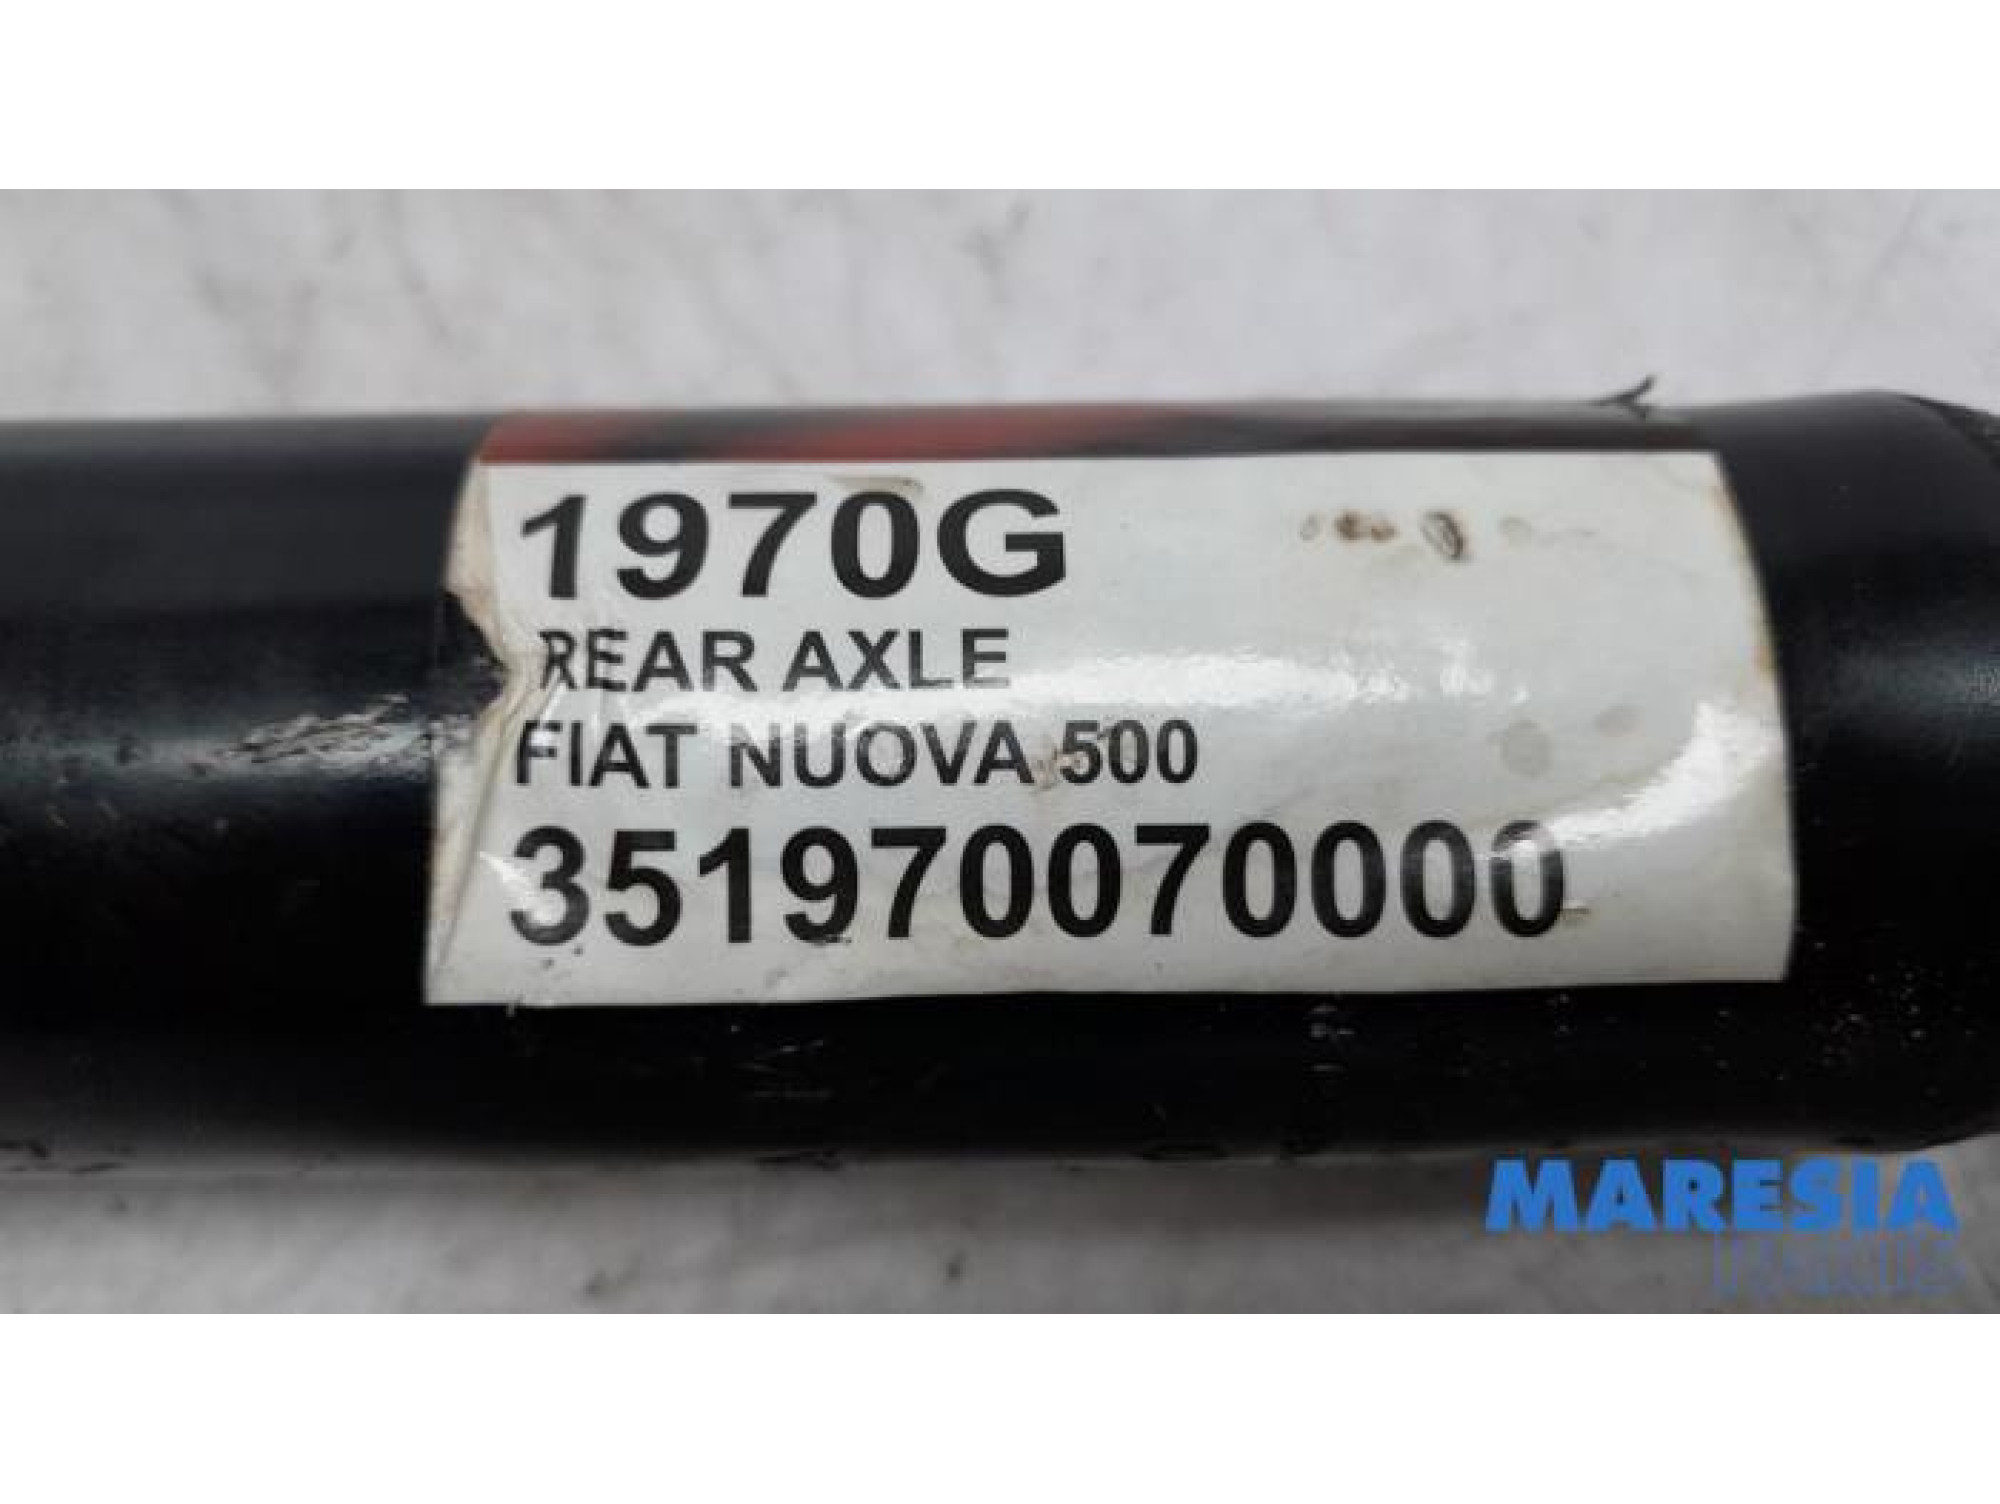 1970G
REAR AXLE
FIAT NUOVA 500
351970070000
MARESIA